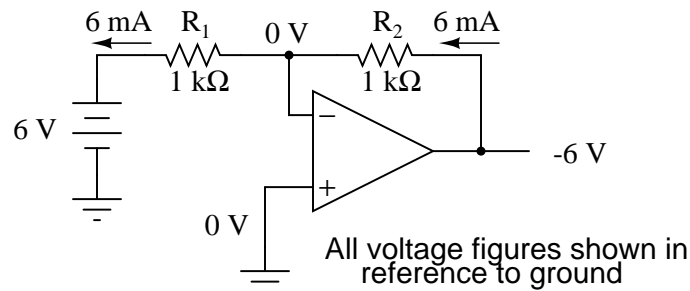 6 mA R1 0 V R2 6 mA
1 kΩ 1 kΩ
6 V
−
-6 V
+
0 V
All voltage figures shown in
reference to ground